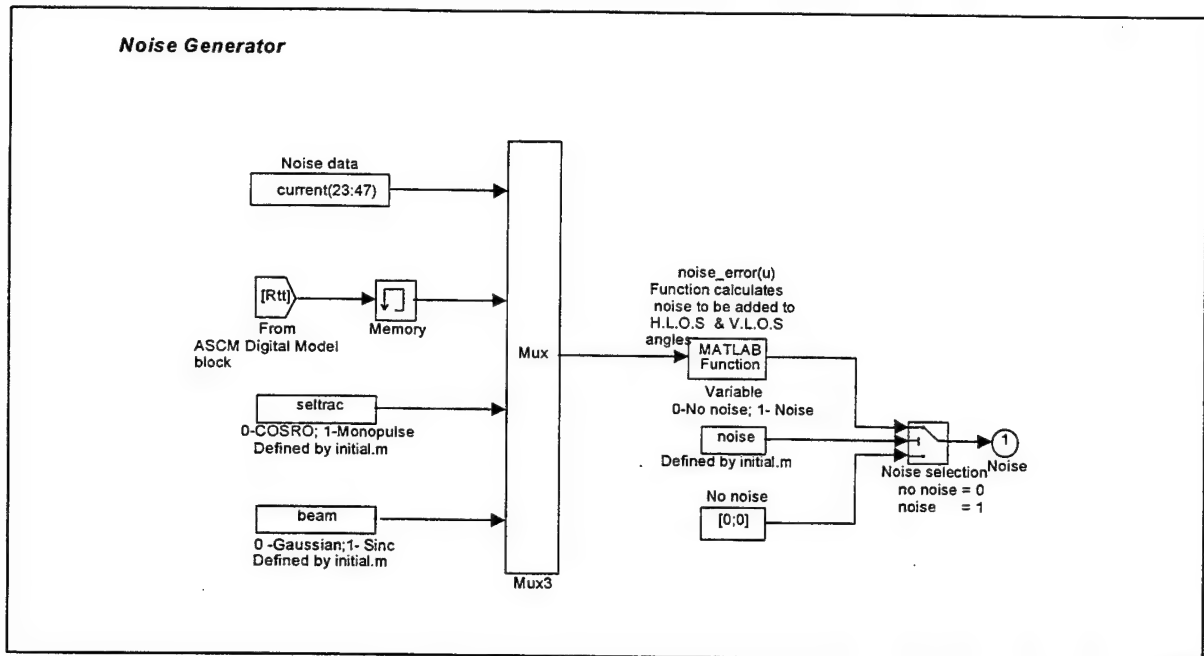 Noise Generator
Noise data
current(23:47)
[Rtt]
From
ASCM Digital Model
block
Memory
seltrac
0-COSRO; 1-Monopulse
Defined by initial.m
beam
0 -Gaussian;1- Sinc
Defined by initial.m
Mux
Mux3
noise_error(u)
Function calculates
noise to be added to
H.L.O.S & V.L.O.S
angles
MATLAB
Function
Variable
0-No noise; 1- Noise
noise
Defined by initial.m
No noise
[0;0]
Noise selection
no noise = 0
noise = 1
1
Noise